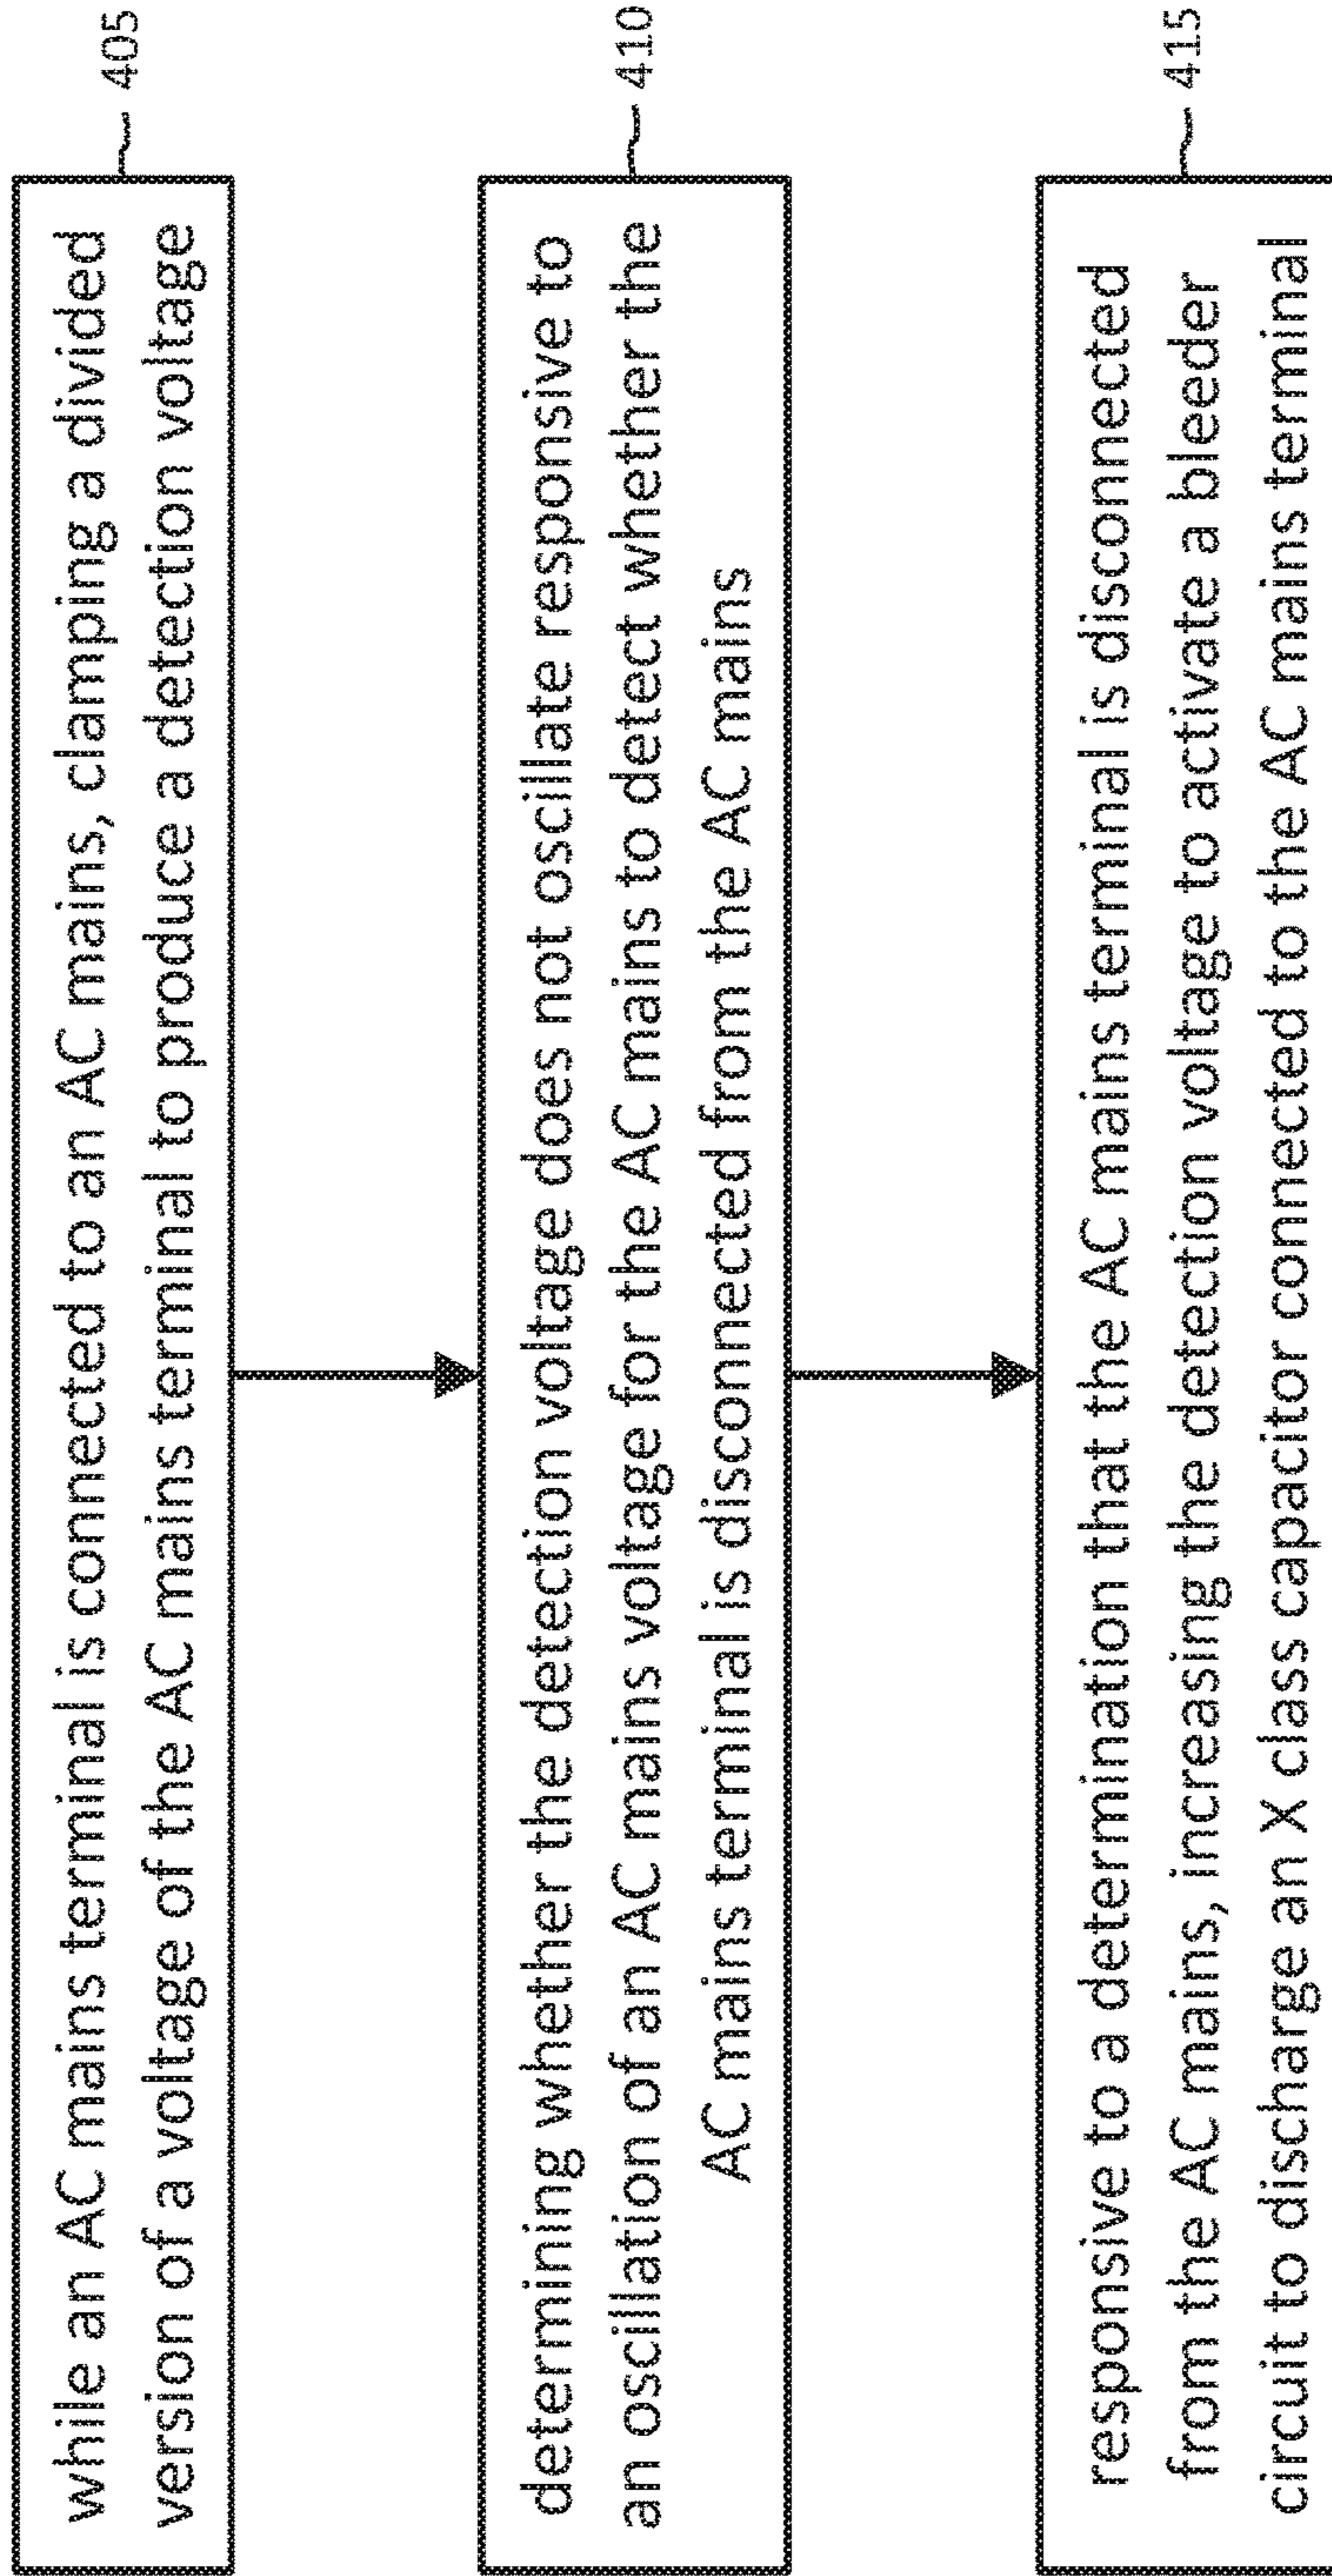 while an AC mains terminal is connected to an AC mains, clamping a divided
version of a voltage of the AC mains terminal to produce a detection voltage
405
determining whether the detection voltage does not oscillate responsive to
an oscillation of an AC mains voltage for the AC mains to detect whether the
AC mains terminal is disconnected from the AC mains
410
responsive to a determination that the AC mains terminal is disconnected
from the AC mains, increasing the detection voltage to activate a bleeder
circuit to discharge an X class capacitor connected to the AC mains terminal
415